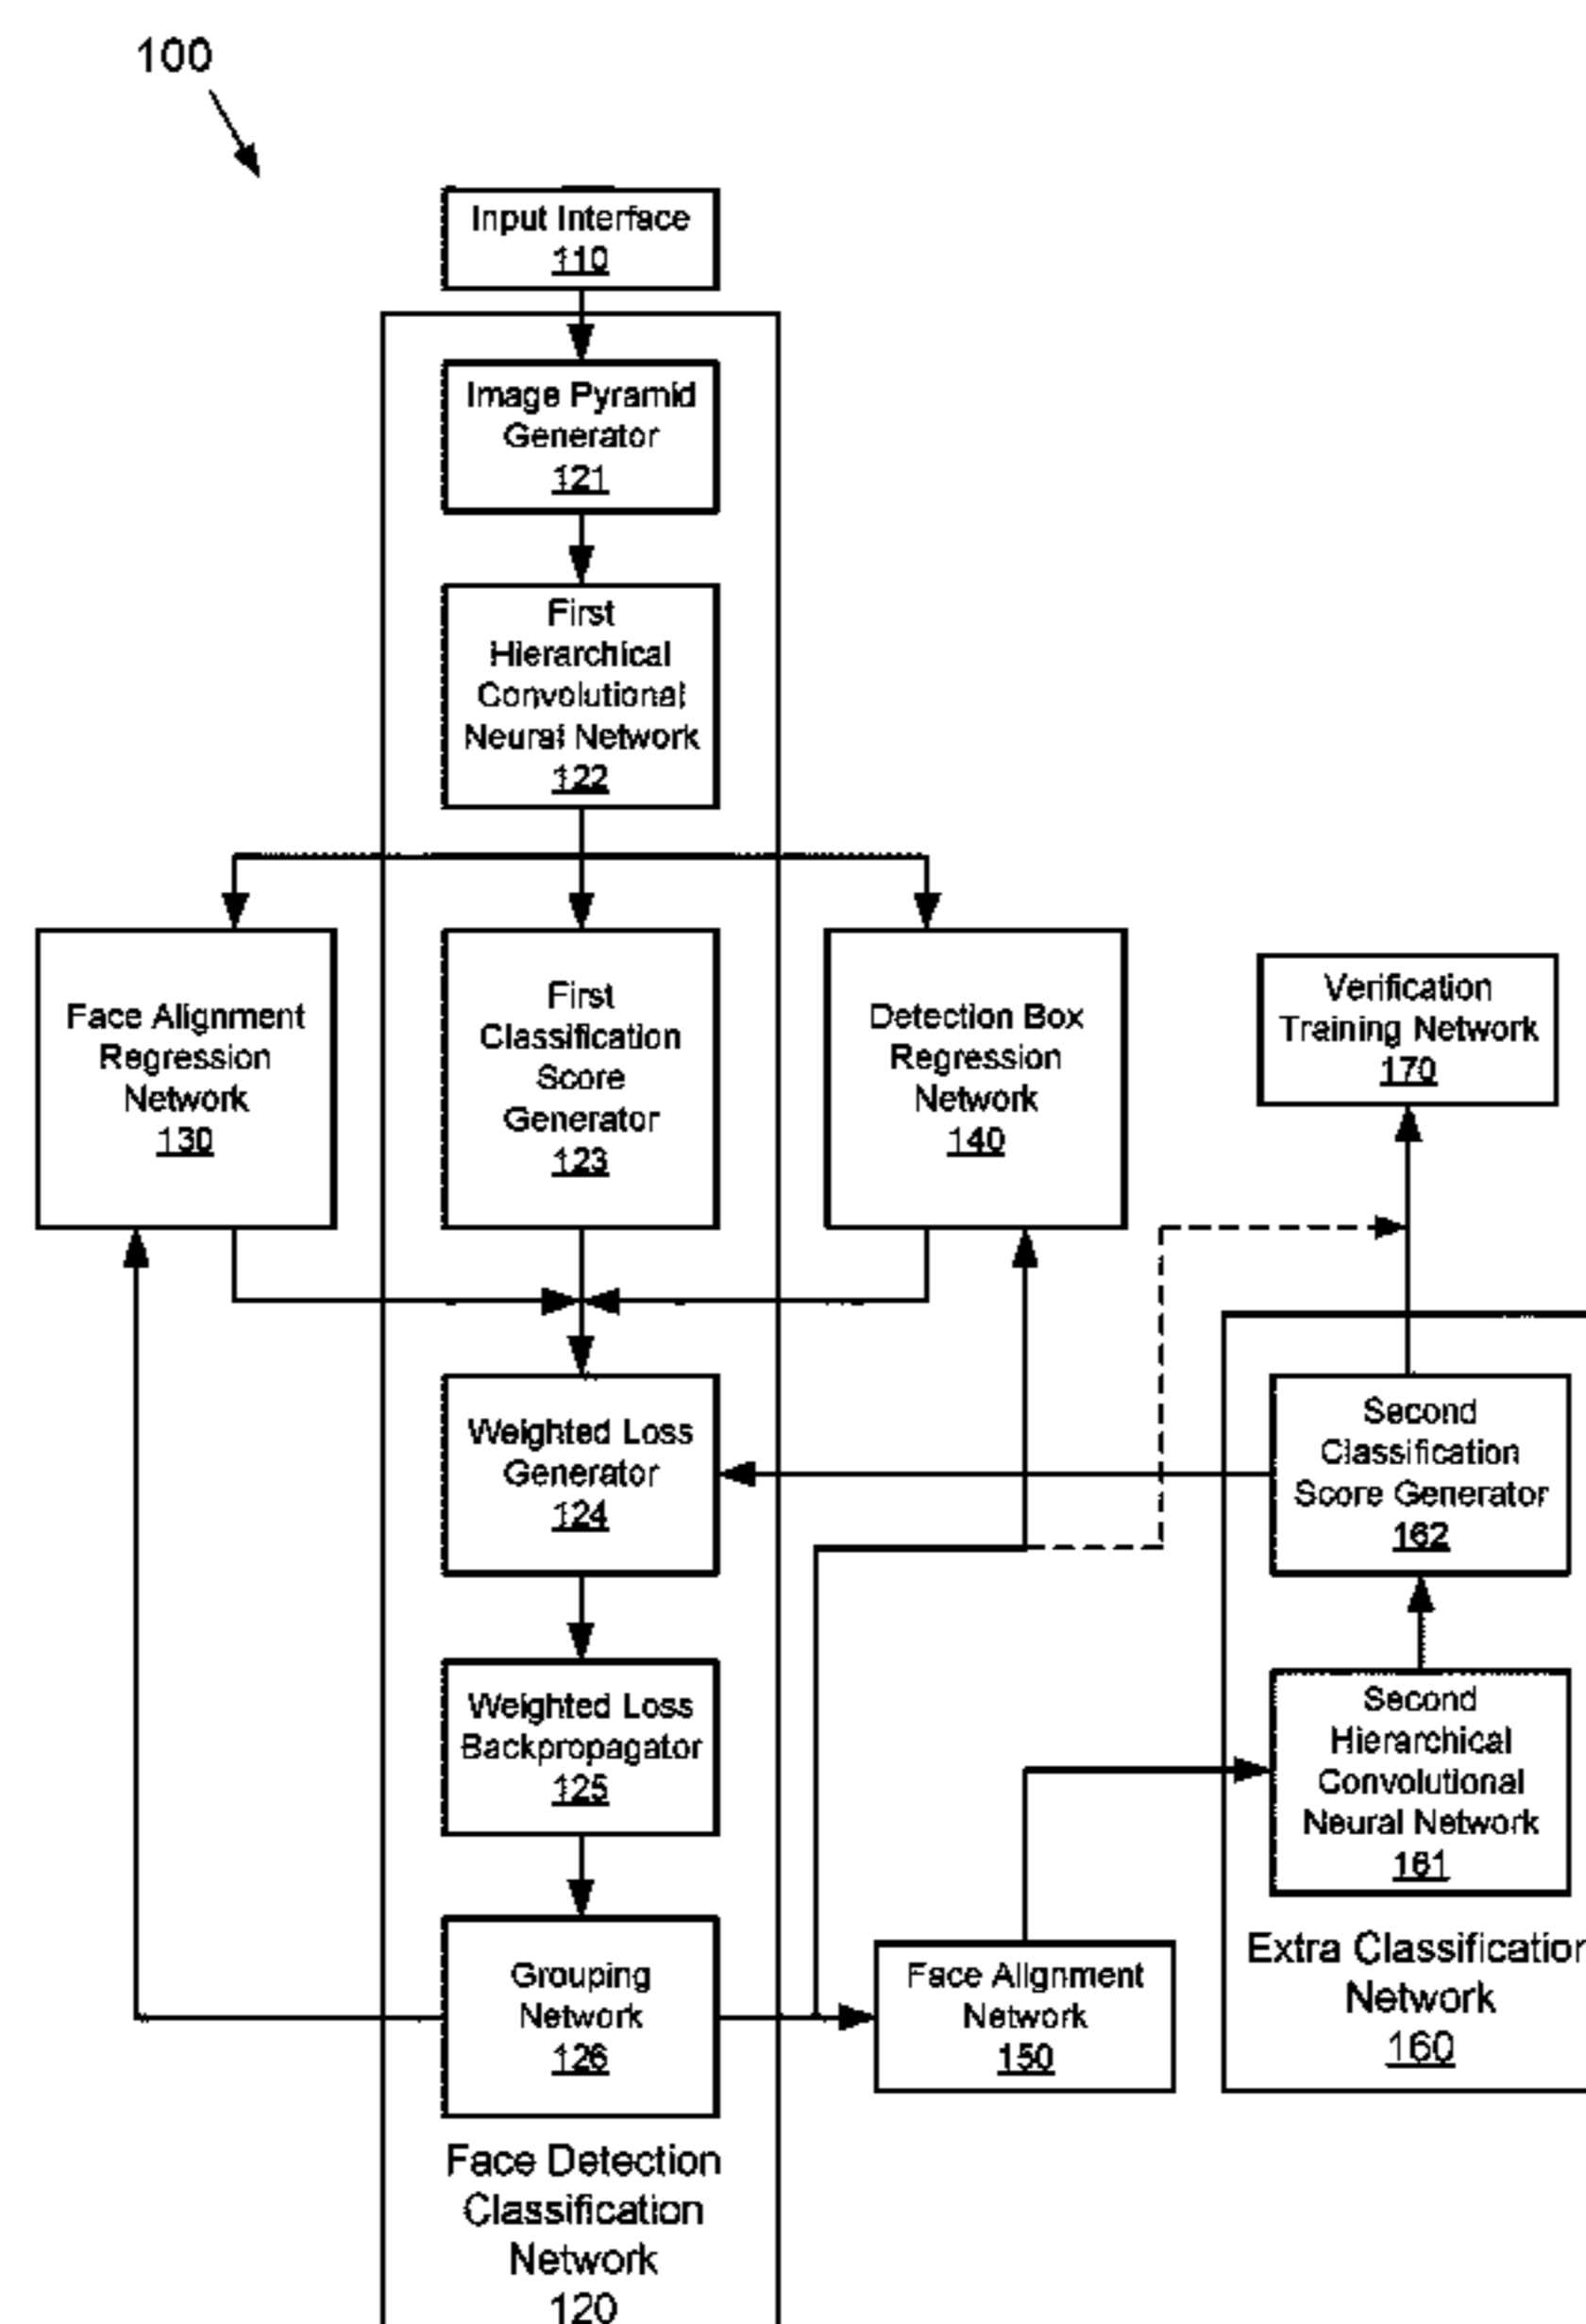 100
Input Interface
110
Image Pyramid
Generator
121
First
Hierarchical
Convolutional
Neural Network
122
Face Alignment
Regression
Network
130
First
Classification
Score
Generator
123
Detection Box
Regression
Network
140
Verification
Training Network
170
Weighted Loss
Generator
124
Second
Classification
Score Generator
162
Weighted Loss
Backpropagator
125
Second
Hierarchical
Convolutional
Neural Network
161
Grouping
Network
126
Face Alignment
Network
150
Extra Classification
Network
160
Face Detection
Classification
Network
120